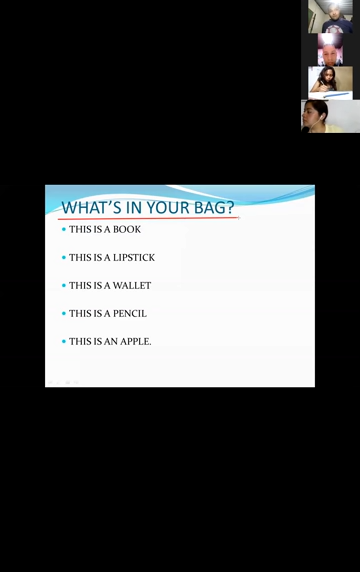 WHAT'S IN YOUR BAG?
THIS IS A BOOK
THIS IS A LIPSTICK
THIS IS A WALLET
THIS IS A PENCIL
THIS IS AN APPLE.